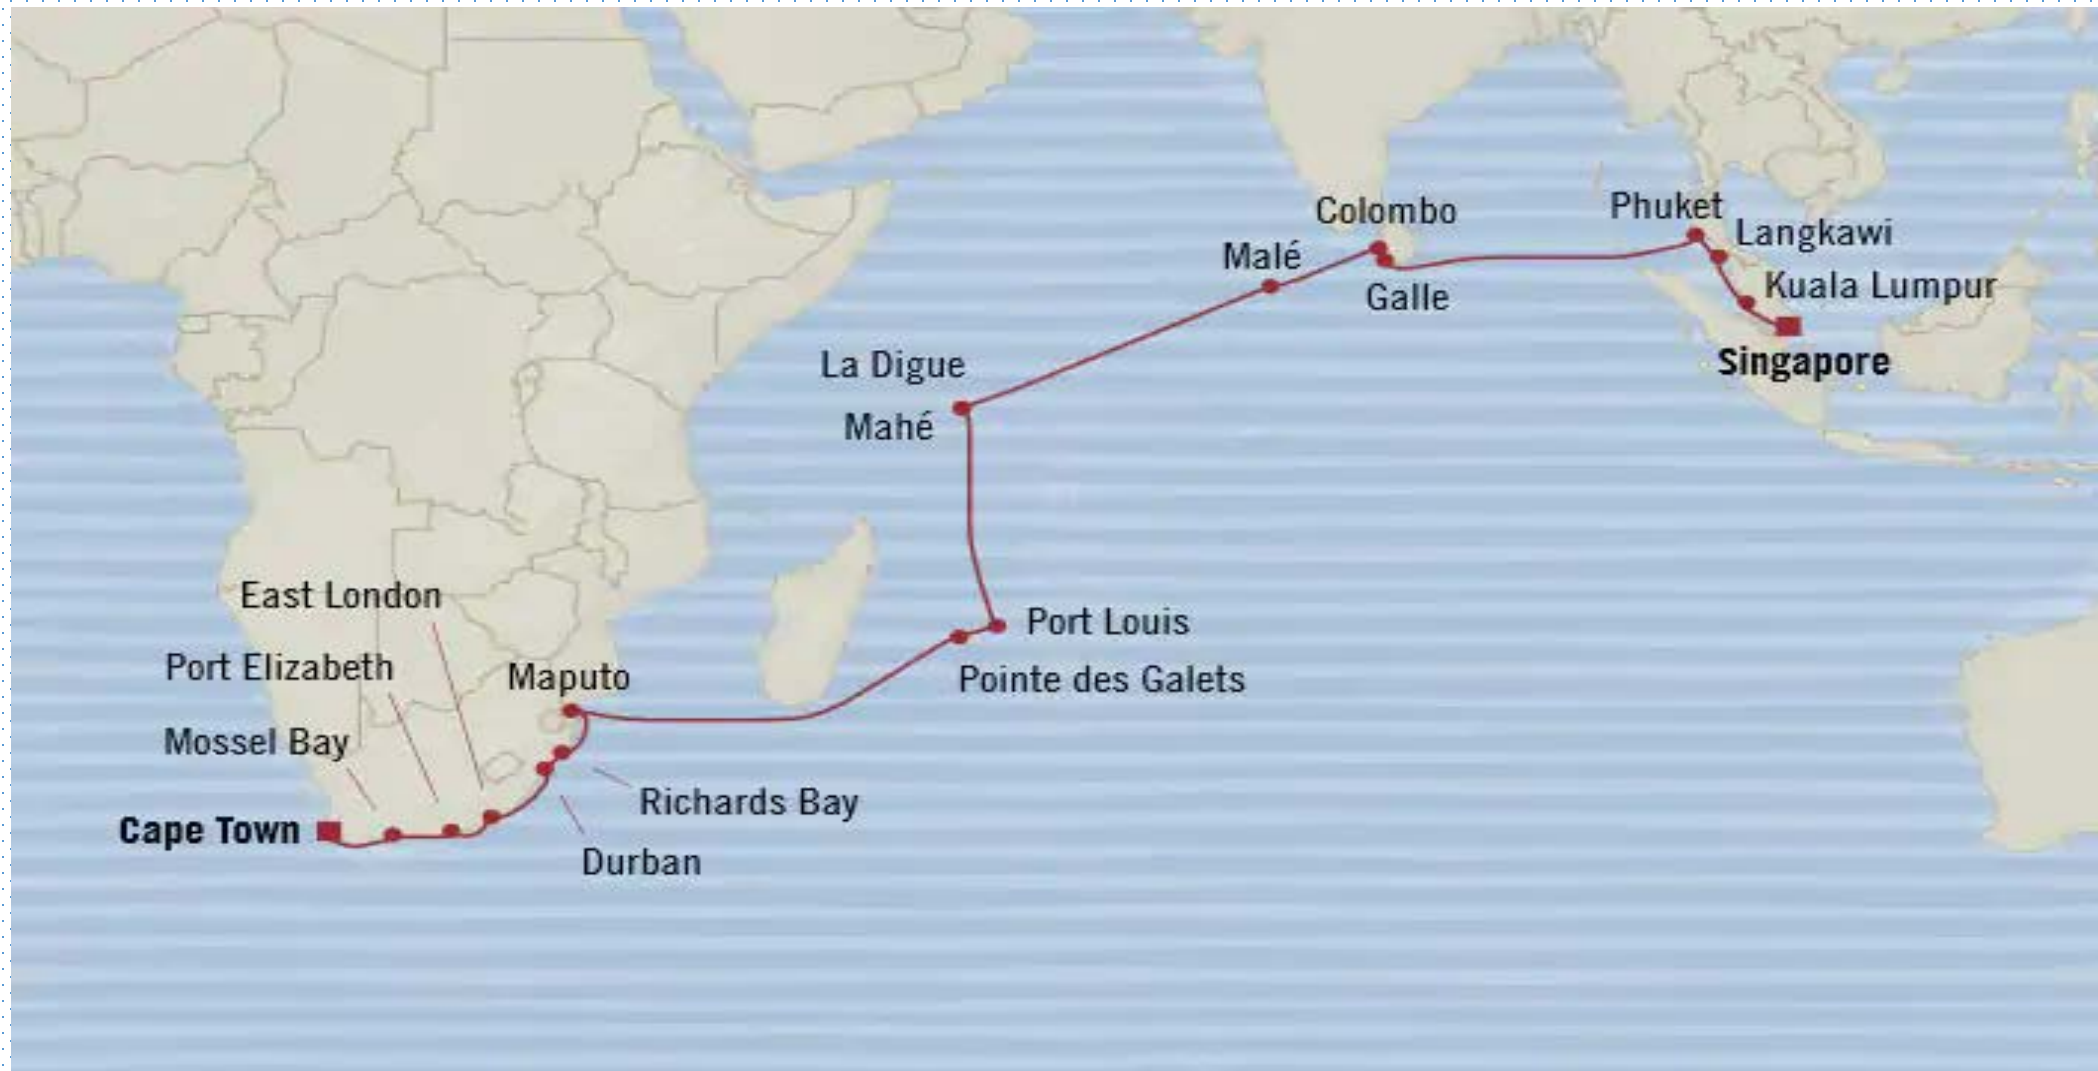 Colombo
Phuket
Langkawi
Malé
Kuala Lumpur
Galle
Singapore
La Digue
Mahé
East London
Port Louis
Port Elizabeth
Maputo
Pointe des Galets
Mossel Bay
Richards Bay
Cape Town
Durban